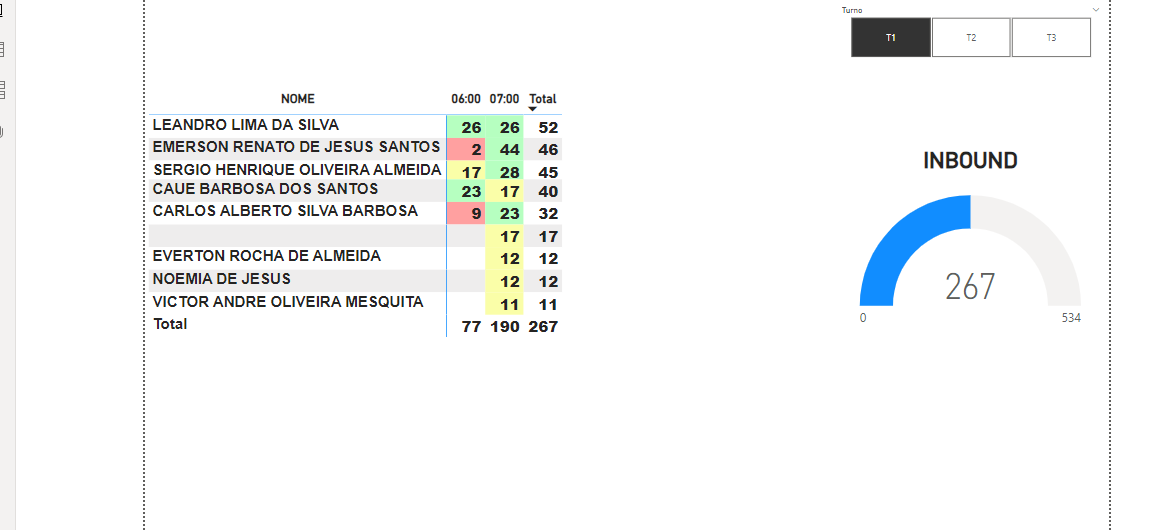 Turno
T1 T2 T3
NOME 06:00 07:00 Total
LEANDRO LIMA DA SILVA 26 26 52
EMERSON RENATO DE JESUS SANTOS 2 44 46
SERGIO HENRIQUE OLIVEIRA ALMEIDA 17 28 45
CAUE BARBOSA DOS SANTOS 23 17 40
CARLOS ALBERTO SILVA BARBOSA 9 23 32
17 17
EVERTON ROCHA DE ALMEIDA 12 12
NOEMIA DE JESUS 12 12
VICTOR ANDRE OLIVEIRA MESQUITA 11 11
Total 77 190 267
INBOUND
267
0 534